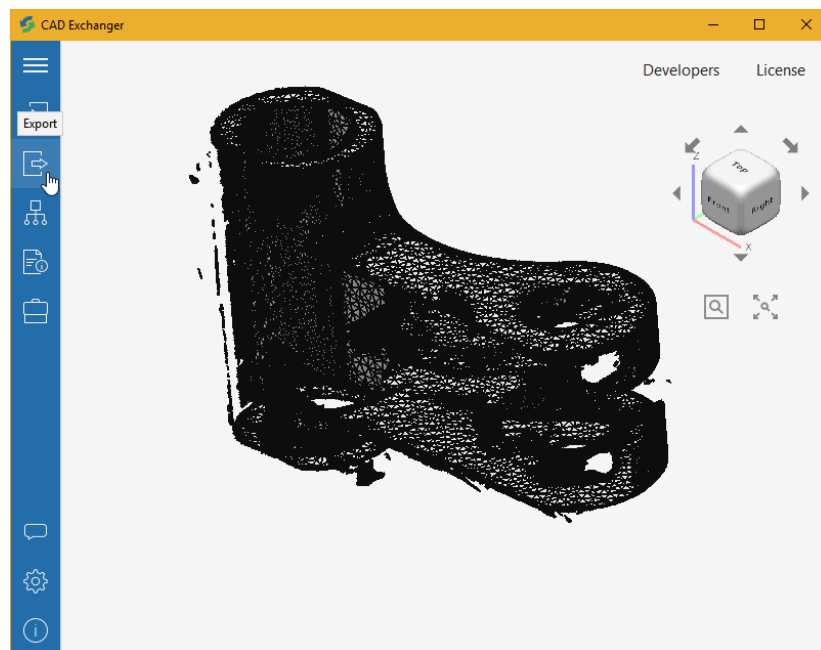 CAD Exchanger
Developers License
Export
Z
Top
Front Right
X